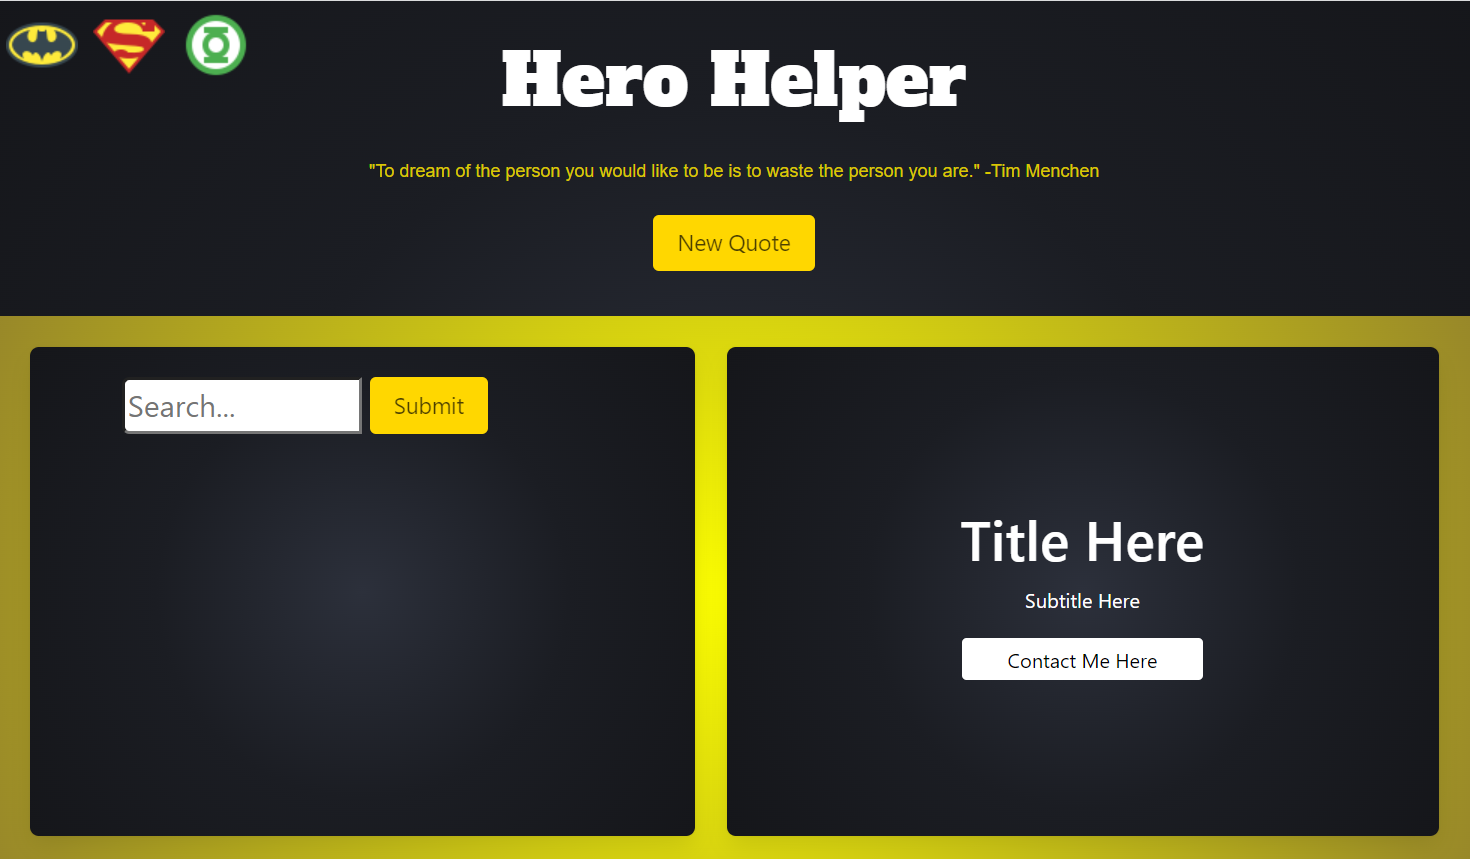 Hero Helper
"To dream of the person you would like to be is to waste the person you are." -Tim Menchen
New Quote
Search...
Submit
Title Here
Subtitle Here
Contact Me Here